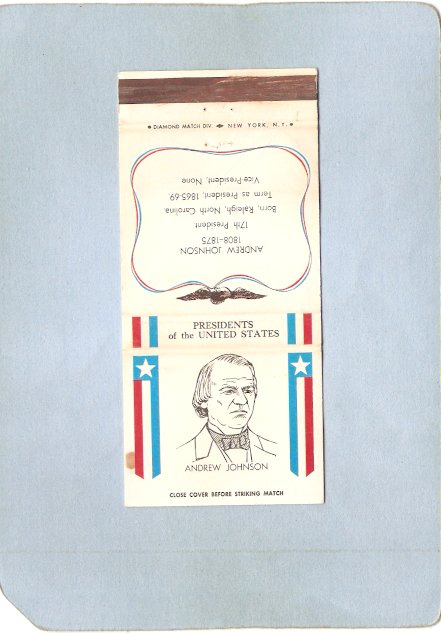 • DIAMOND MATCH DIV. NEW YORK, N.Y. •
ANDREW JOHNSON
1808-1875
17th President
Born, Raleigh, North Carolina.
Term as President, 1865-69.
Vice-President, None
PRESIDENTS
of the UNITED STATES
ANDREW JOHNSON
CLOSE COVER BEFORE STRIKING MATCH